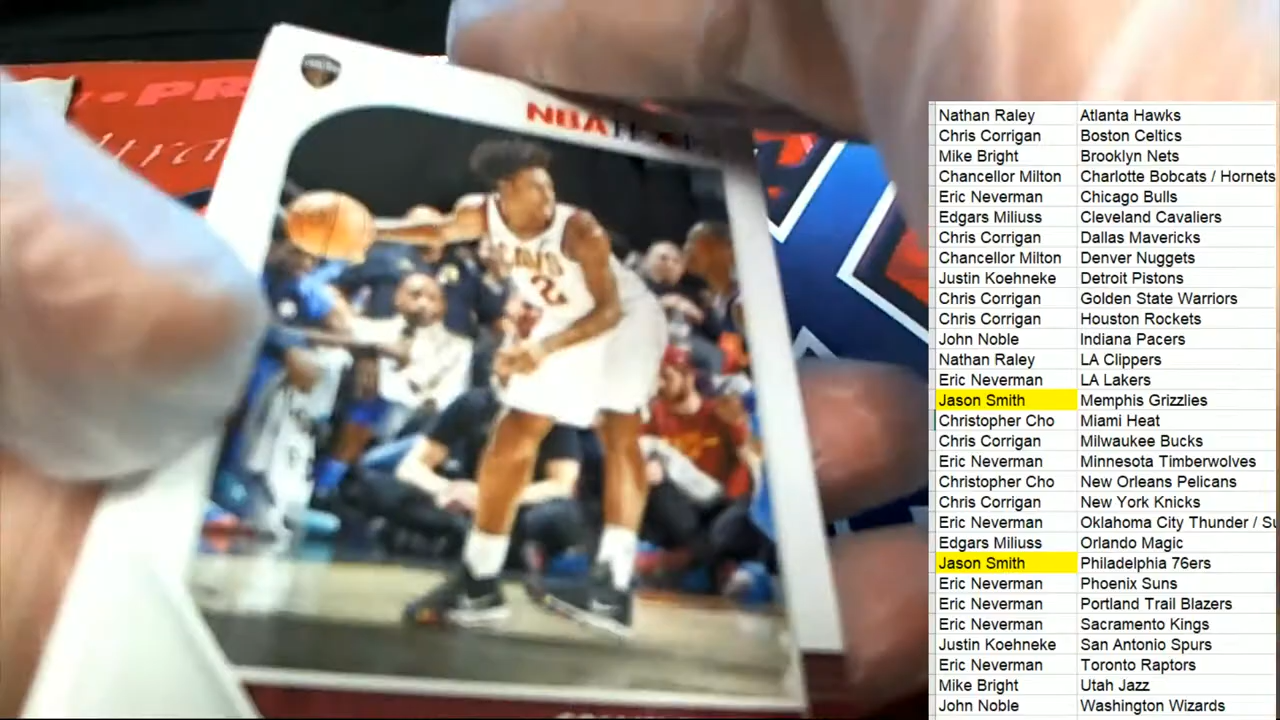 NBA
CAVS
2
Nathan Raley Atlanta Hawks
Chris Corrigan Boston Celtics
Mike Bright Brooklyn Nets
Chancellor Milton Charlotte Bobcats / Hornets
Eric Neverman Chicago Bulls
Edgars Miliuss Cleveland Cavaliers
Chris Corrigan Dallas Mavericks
Chancellor Milton Denver Nuggets
Justin Koehneke Detroit Pistons
Chris Corrigan Golden State Warriors
Chris Corrigan Houston Rockets
John Noble Indiana Pacers
Nathan Raley LA Clippers
Eric Neverman LA Lakers
Jason Smith Memphis Grizzlies
Christopher Cho Miami Heat
Chris Corrigan Milwaukee Bucks
Eric Neverman Minnesota Timberwolves
Christopher Cho New Orleans Pelicans
Chris Corrigan New York Knicks
Eric Neverman Oklahoma City Thunder /
Edgars Miliuss Orlando Magic
Jason Smith Philadelphia 76ers
Eric Neverman Phoenix Suns
Eric Neverman Portland Trail Blazers
Eric Neverman Sacramento Kings
Justin Koehneke San Antonio Spurs
Eric Neverman Toronto Raptors
Mike Bright Utah Jazz
John Noble Washington Wizards